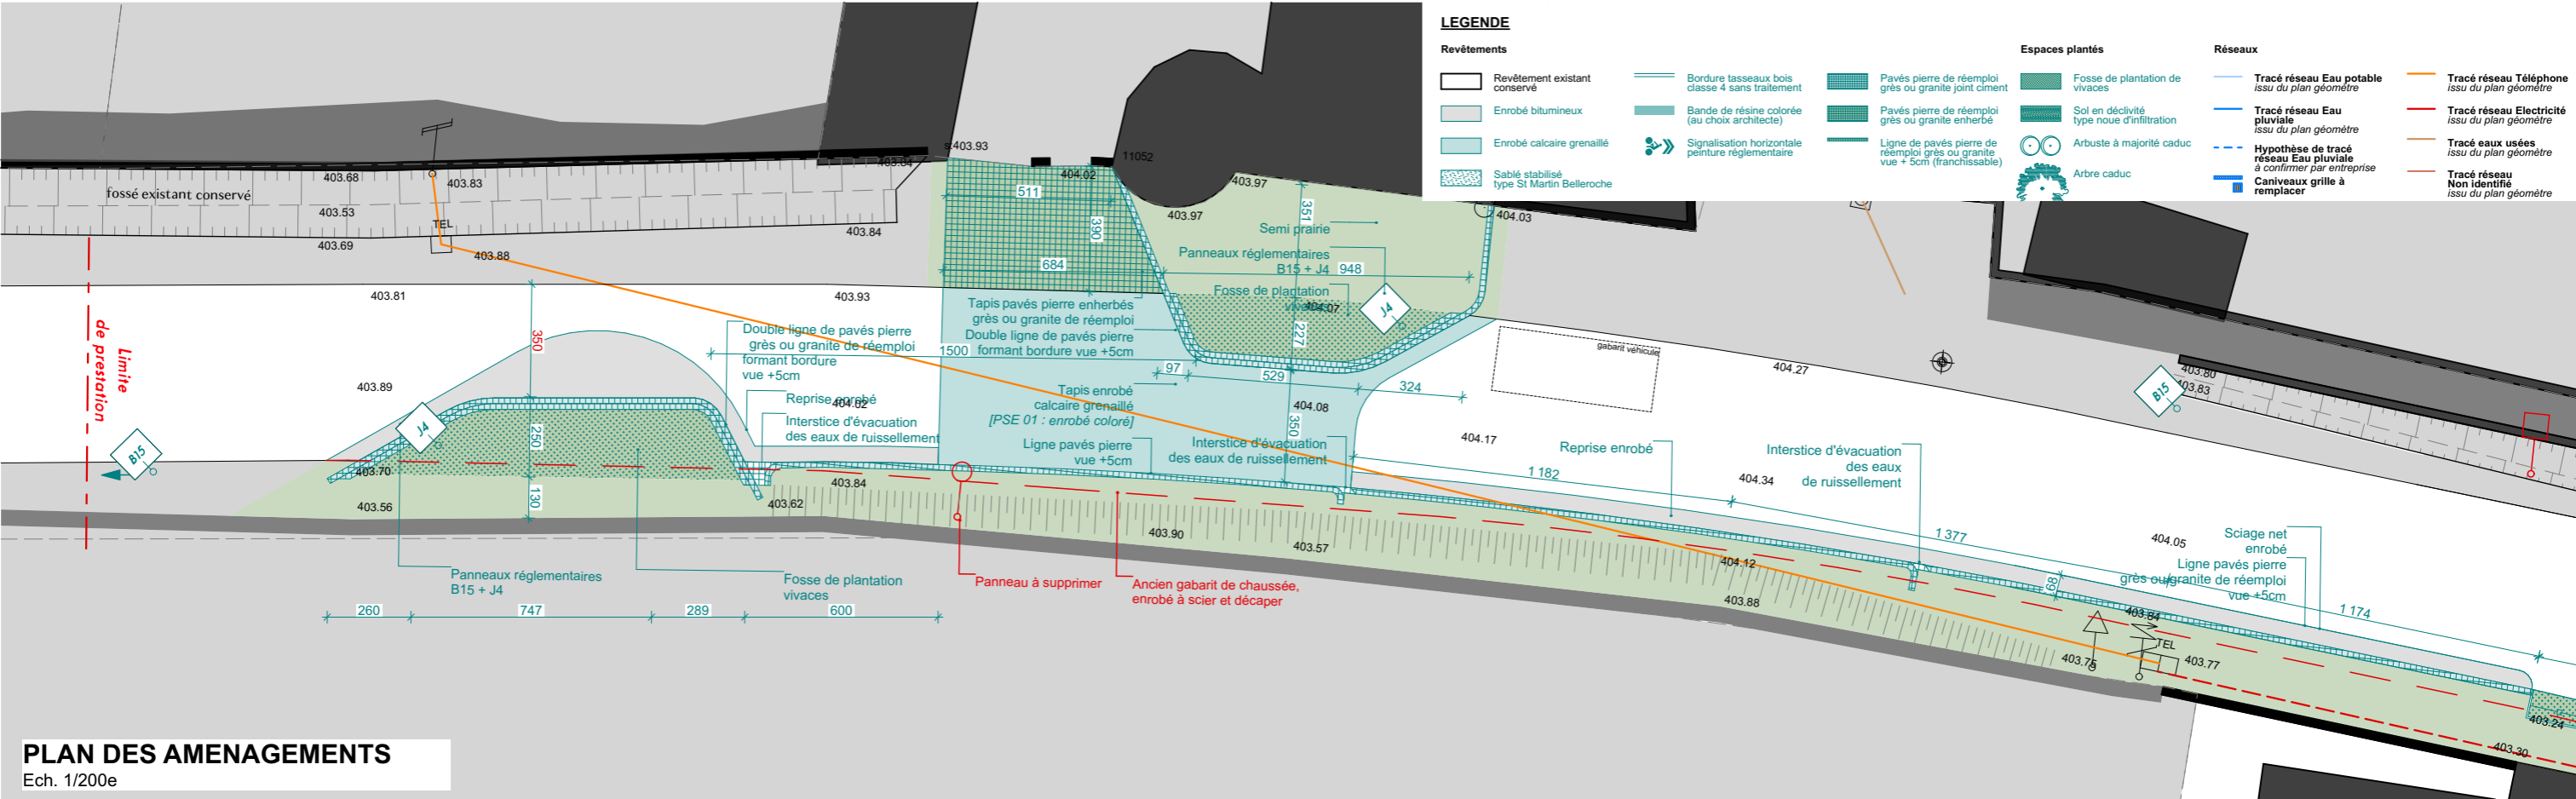 LEGENDE
Revêtements
Revêtement existant
conservé
Enrobé bitumineux
Enrobé calcaire grenaillé
Sablé stabilisé
type St Martin Belleroche
Bordure tasseaux bois
classe 4 sans traitement
Bande de résine colorée
(au choix architecte)
Signalisation horizontale
peinture réglementaire
Pavés pierre de réemploi
grès ou granite joint ciment
Pavés pierre de réemploi
grès ou granite enherbé
Ligne de pavés pierre de
réemploi grès ou granite
vue + 5cm (franchissable)
Espaces plantés
Fosse de plantation de
vivaces
Sol en déclivité
type noue d'infiltration
Arbuste à majorité caduc
Arbre caduc
Réseaux
Tracé réseau Eau potable
issu du plan géomètre
Tracé réseau Eau
pluviale
issu du plan géomètre
Hypothèse de tracé
réseau Eau pluviale
à confirmer par entreprise
Caniveaux grille à
remplacer
Tracé réseau Téléphone
issu du plan géomètre
Tracé réseau Electricité
issu du plan géomètre
Tracé eaux usées
issu du plan géomètre
Tracé réseau
Non identifié
issu du plan géomètre
403.68
403.83
fossé existant conservé
403.53
403.69
TEL
403.88
403.84
403.84
s:403.93
404.02
11052
511
390
684
403.97
403.97
351
Semi prairie
Panneaux réglementaires
B15 + J4
948
Fosse de plantation
vivaces
404.07
J4
227
404.03
403.81
403.93
350
Limite
de prestation
Double ligne de pavés pierre
grès ou granite de réemploi
formant bordure
vue +5cm
1500
Tapis pavés pierre enherbés
grès ou granite de réemploi
Double ligne de pavés pierre
formant bordure vue +5cm
97
529
324
Tapis enrobé
calcaire grenaillé
[PSE 01 : enrobé coloré]
404.08
350
gabarit véhicule
404.27
403.80
403.83
B15
403.89
Reprise enrobé
404.02
Interstice d'évacuation
des eaux de ruissellement
Ligne pavés pierre
vue +5cm
Interstice d'évacuation
des eaux de ruissellement
404.17
Reprise enrobé
Interstice d'évacuation
des eaux
de ruissellement
1 182
404.34
J4
B15
250
403.70
403.56
130
403.84
403.62
403.90
403.57
404.12
403.88
1 377
404.05
Sciage net
enrobé
Ligne pavés pierre
grès ou granite de réemploi
vue +5cm
68
1 174
403.84
TEL
403.75
403.77
403.24
403.30
Panneaux réglementaires
B15 + J4
Fosse de plantation
vivaces
Panneau à supprimer
Ancien gabarit de chaussée,
enrobé à scier et décaper
260
747
289
600
PLAN DES AMENAGEMENTS
Ech. 1/200e